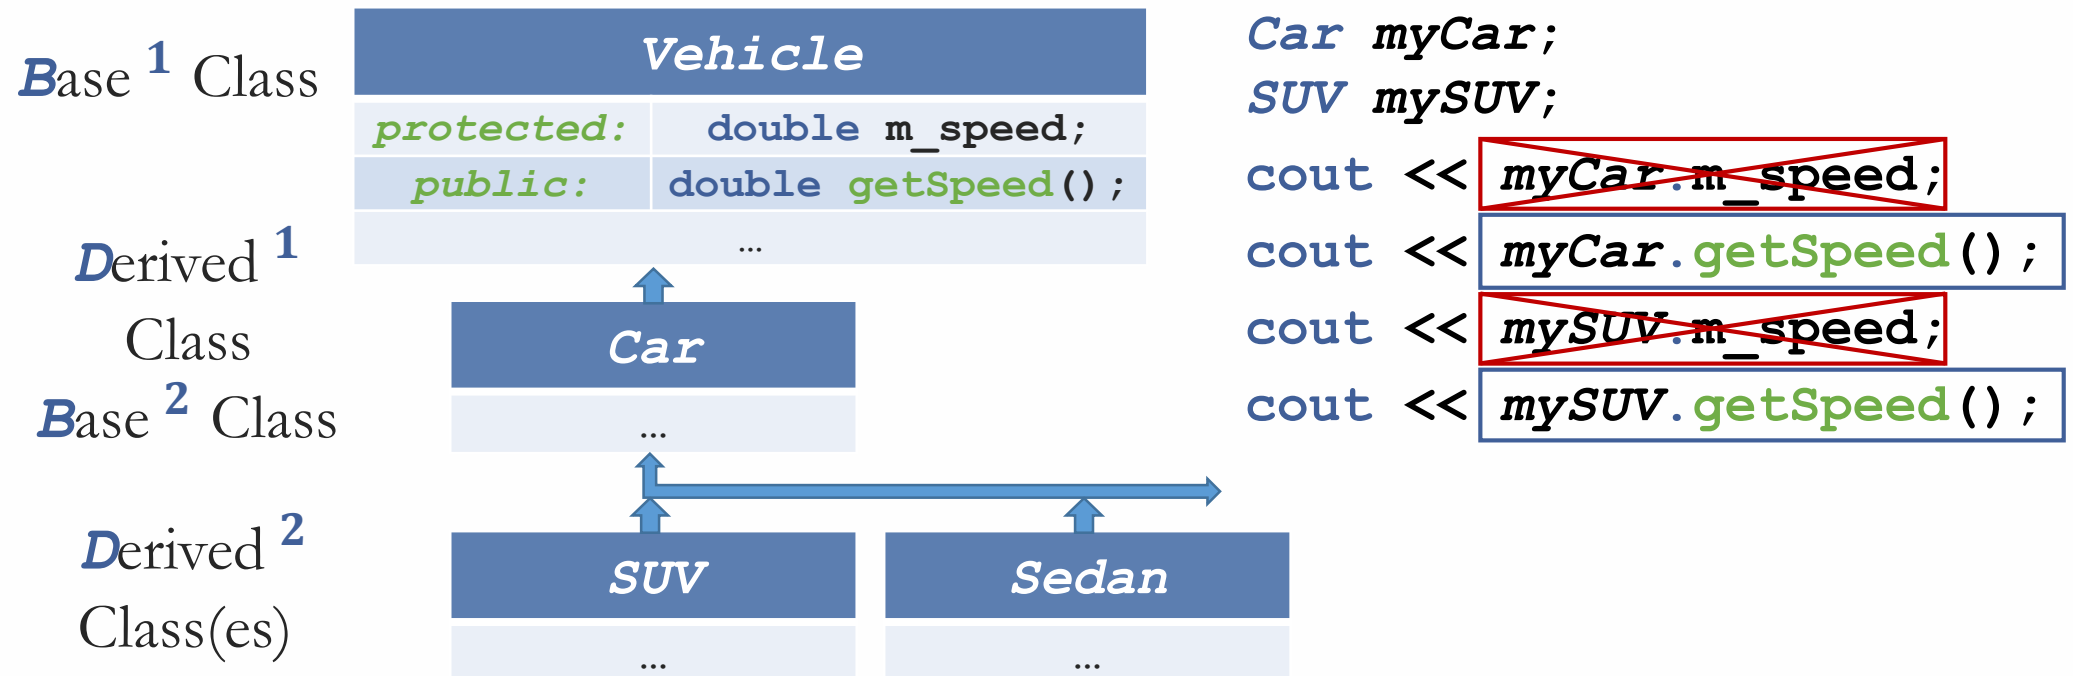 Base 1 Class
Vehicle
protected: double m_speed;
public: double getSpeed();
…
Derived 1
Class
Base 2 Class
Car
…
Derived 2
Class(es)
SUV
…
Sedan
…
Car myCar;
SUV mySUV;
cout << myCar.m_speed;
cout << myCar.getSpeed();
cout << mySUV.m_speed;
cout << mySUV.getSpeed();